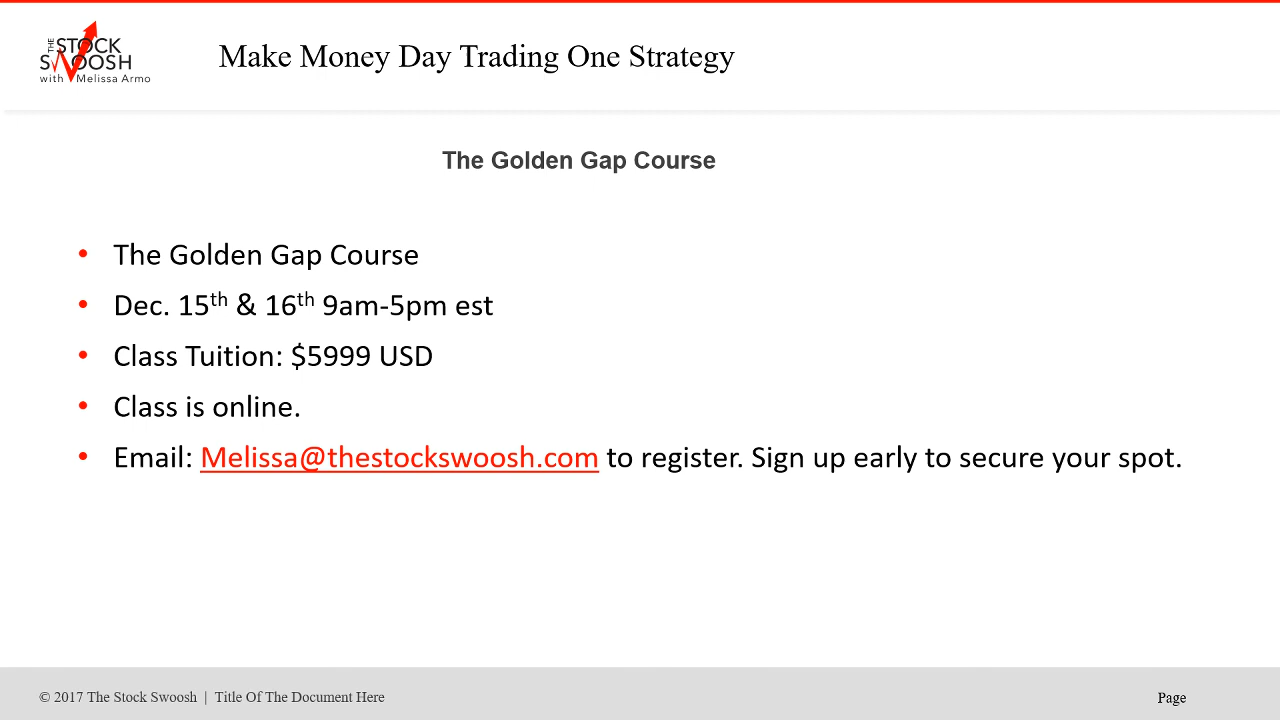 THE STOCK
SWOOSH
with Melissa Armo
Make Money Day Trading One Strategy
The Golden Gap Course
• The Golden Gap Course
• Dec. 15th & 16th 9am-5pm est
• Class Tuition: $5999 USD
• Class is online.
• Email: Melissa@thestockswoosh.com to register. Sign up early to secure your spot.
© 2017 The Stock Swoosh | Title Of The Document Here
Page